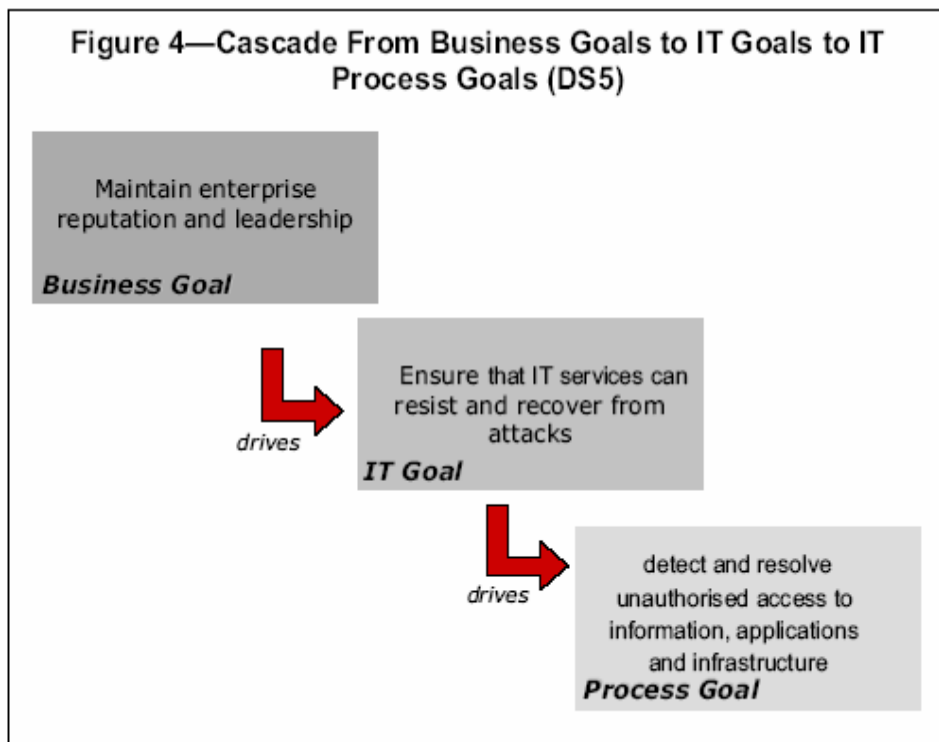 Figure 4—Cascade From Business Goals to IT Goals to IT
Process Goals (DS5)
Maintain enterprise
reputation and leadership
Business Goal
drives
Ensure that IT services can
resist and recover from
attacks
IT Goal
drives
detect and resolve
unauthorised access to
information, applications
and infrastructure
Process Goal